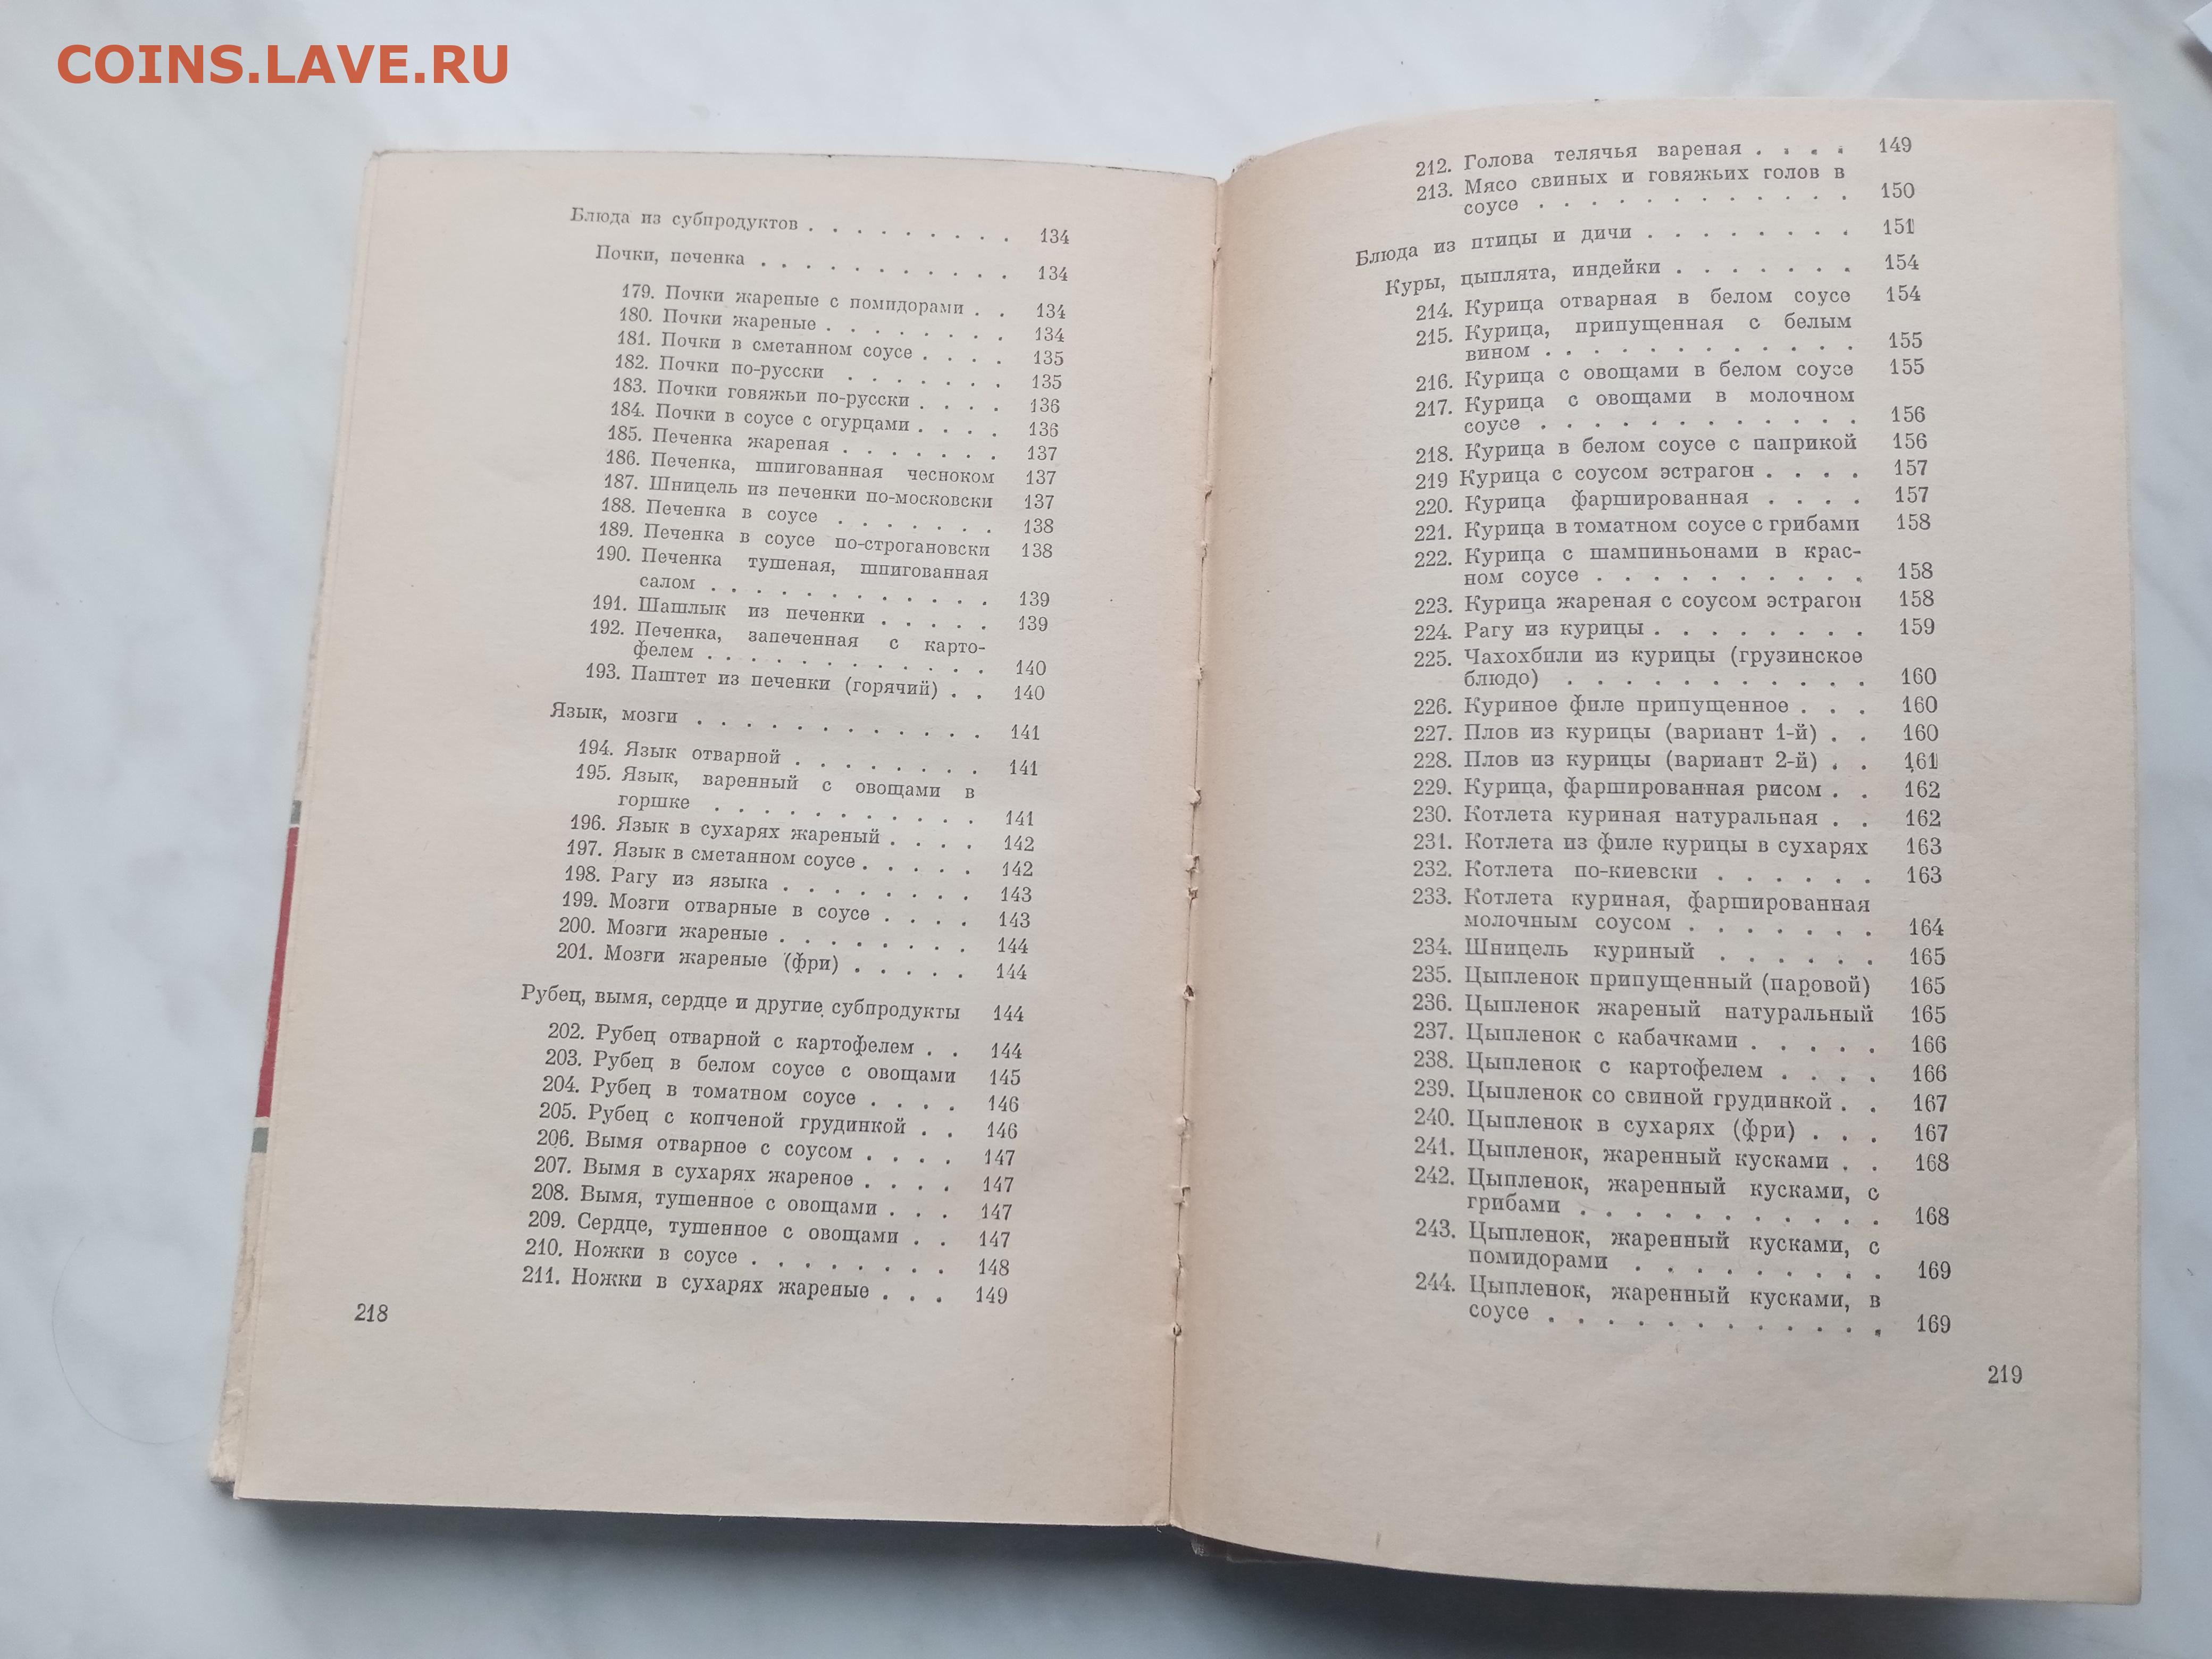 COINS.LAVE.RU
Блюда из субпродуктов . . . . . . . . . 134
Почки, печенка . . . . . . . . . . . 134
179. Почки жареные с помидорами . . 134
180. Почки жареные . . . . . . . . 134
181. Почки в сметанном соусе . . . . 135
182. Почки по-русски . . . . . . . 135
183. Почки говяжьи по-русски . . . . 136
184. Почки в соусе с огурцами . . . . 136
185. Печенка жареная . . . . . . . 137
186. Печенка, шпигованная чесноком 137
187. Шницель из печенки по-московски 137
188. Печенка в соусе . . . . . . . 138
189. Печенка в соусе по-строгановски 138
190. Печенка тушеная, шпигованная
салом . . . . . . . . . . . . 139
191. Шашлык из печенки . . . . . 139
192. Печенка, запеченная с карто-
фелем . . . . . . . . . . . . 140
193. Паштет из печенки (горячий) . . 140
Язык, мозги . . . . . . . . . . . . 141
194. Язык отварной . . . . . . . . 141
195. Язык, варенный с овощами в
горшке . . . . . . . . . . . 141
196. Язык в сухарях жареный . . . . 142
197. Язык в сметанном соусе . . . . . 142
198. Рагу из языка . . . . . . . . 143
199. Мозги отварные в соусе . . . . 143
200. Мозги жареные . . . . . . . . 144
201. Мозги жареные (фри) . . . . . 144
Рубец, вымя, сердце и другие субпродукты 144
202. Рубец отварной с картофелем . . 144
203. Рубец в белом соусе с овощами 145
204. Рубец в томатном соусе . . . . 146
205. Рубец с копченой грудинкой . . 146
206. Вымя отварное с соусом . . . . 147
207. Вымя в сухарях жареное . . . . 147
208. Вымя, тушенное с овощами . . . 147
209. Сердце, тушенное с овощами . . 147
210. Ножки в соусе . . . . . . . . 148
211. Ножки в сухарях жареные . . . 149
218
212. Голова телячья вареная . . . . 149
213. Мясо свиных и говяжьих голов в
соусе . . . . . . . . . . . . 150
Блюда из птицы и дичи . . . . . . . . 151
Куры, цыплята, индейки . . . . . . . 154
214. Курица отварная в белом соусе 154
215. Курица, припущенная с белым
вином . . . . . . . . . . . . 155
216. Курица с овощами в белом соусе 155
217. Курица с овощами в молочном
соусе . . . . . . . . . . . . 156
218. Курица в белом соусе с паприкой 156
219 Курица с соусом эстрагон . . . . 157
220. Курица фаршированная . . . . 157
221. Курица в томатном соусе с грибами 158
222. Курица с шампиньонами в крас-
ном соусе . . . . . . . . . . 158
223. Курица жареная с соусом эстрагон 158
224. Рагу из курицы . . . . . . . . 159
225. Чахохбили из курицы (грузинское
блюдо) . . . . . . . . . . . 160
226. Куриное филе припущенное . . . 160
227. Плов из курицы (вариант 1-й) . . 160
228. Плов из курицы (вариант 2-й) . . 161
229. Курица, фаршированная рисом . . 162
230. Котлета куриная натуральная . . 162
231. Котлета из филе курицы в сухарях 163
232. Котлета по-киевски . . . . . . 163
233. Котлета куриная, фаршированная
молочным соусом . . . . . . . 164
234. Шницель куриный . . . . . . 165
235. Цыпленок припущенный (паровой) 165
236. Цыпленок жареный натуральный 165
237. Цыпленок с кабачками . . . . . 166
238. Цыпленок с картофелем . . . . 166
239. Цыпленок со свиной грудинкой . . 167
240. Цыпленок в сухарях (фри) . . . 167
241. Цыпленок, жаренный кусками . . 168
242. Цыпленок, жаренный кусками, с
грибами . . . . . . . . . . . 168
243. Цыпленок, жаренный кусками, с
помидорами . . . . . . . . . 169
244. Цыпленок, жаренный кусками, в
соусе . . . . . . . . . . . . 169
219